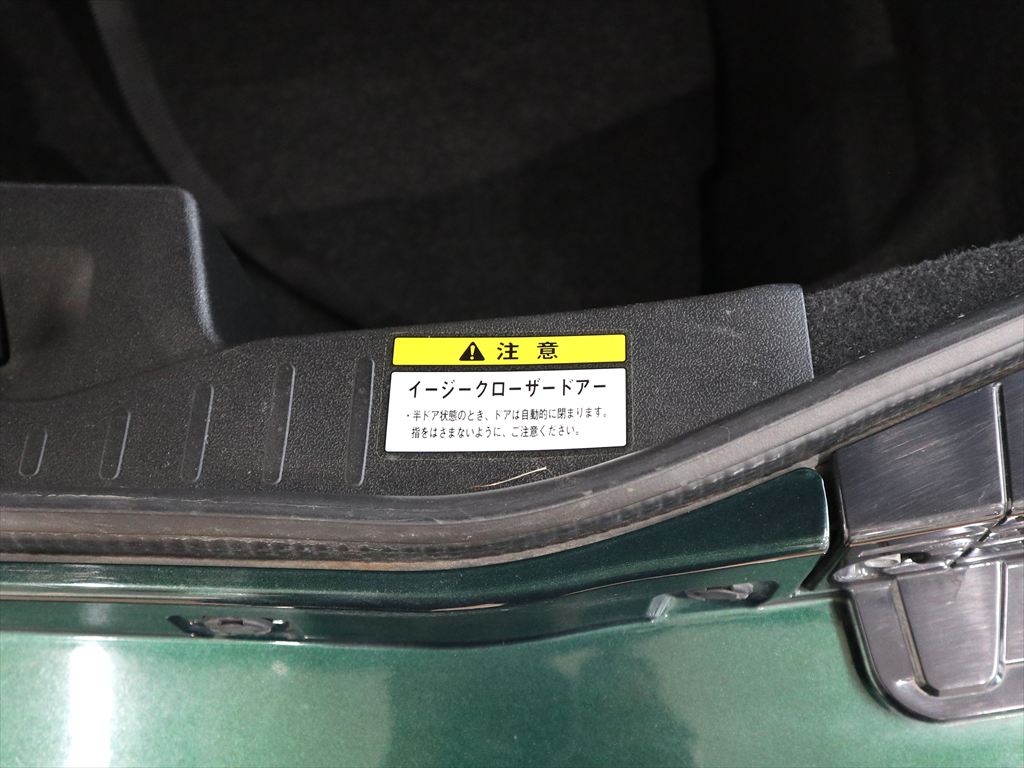 注意
イージークローザードアー
・半ドア状態のとき、ドアは自動的に閉まります。
指をはさまないように、ご注意ください。